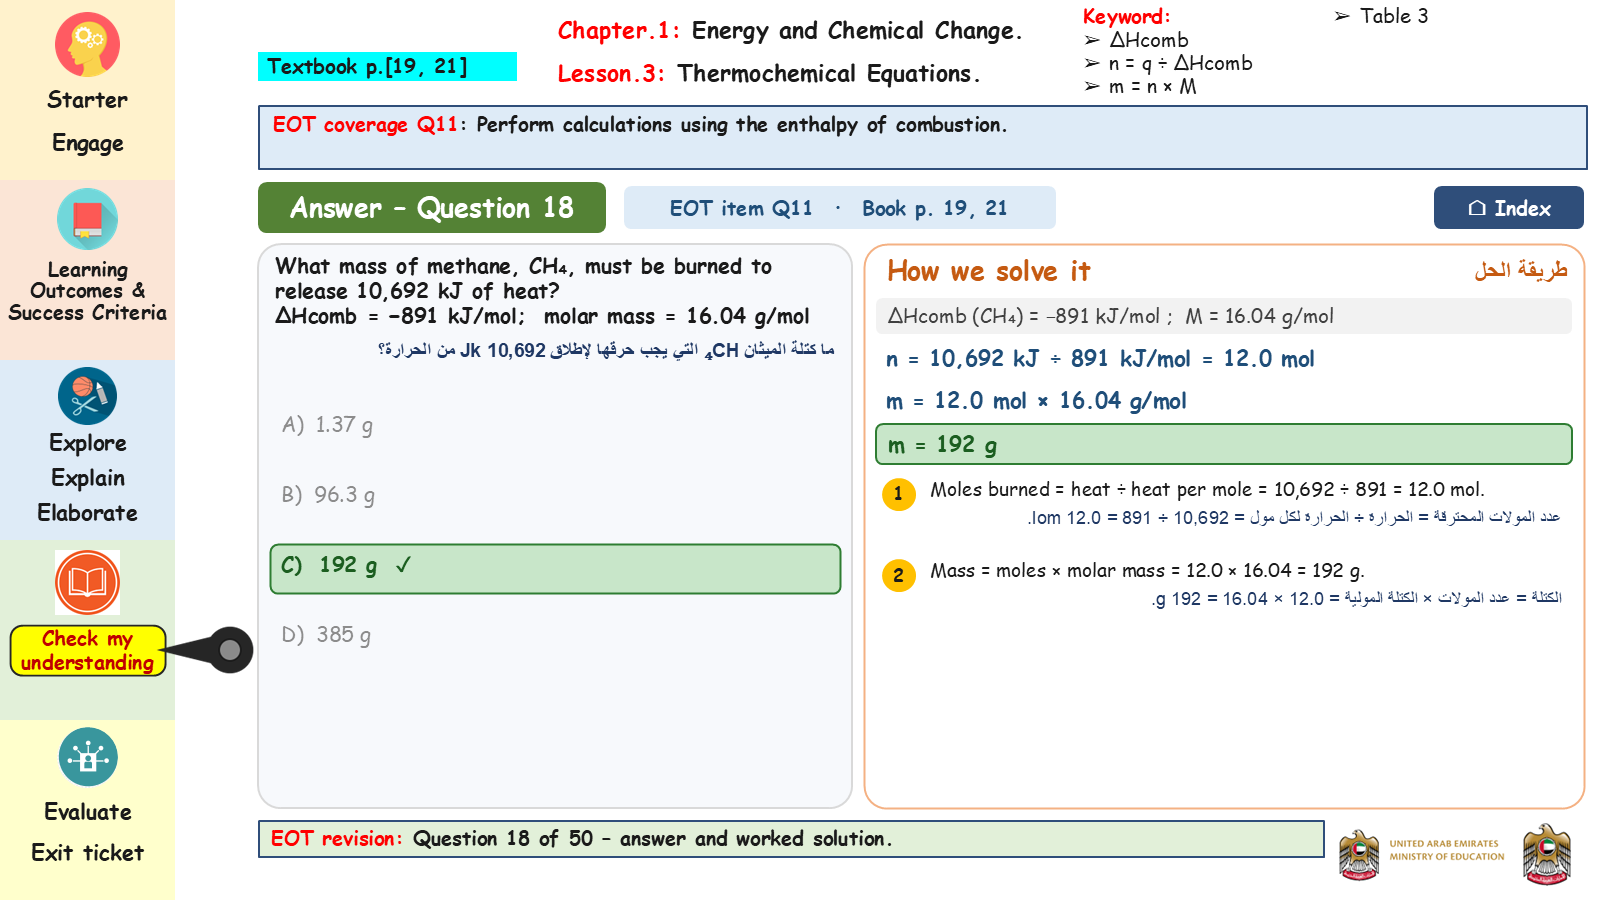 Starter
Engage
Learning
Outcomes &
Success Criteria
Explore
Explain
Elaborate
Check my
understanding
Evaluate
Exit ticket
Textbook p.[19, 21]
Chapter.1: Energy and Chemical Change.
Lesson.3: Thermochemical Equations.
Keyword:
➢ ΔHcomb
➢ n = q ÷ ΔHcomb
➢ m = n × M
➢ Table 3
EOT coverage Q11: Perform calculations using the enthalpy of combustion.
Answer – Question 18
EOT item Q11 · Book p. 19, 21
⌂ Index
What mass of methane, CH₄, must be burned to
release 10,692 kJ of heat?
ΔHcomb = −891 kJ/mol; molar mass = 16.04 g/mol
ما كتلة الميثان ₄CH التي يجب حرقها لإطلاق 10,692 Jk من الحرارة؟
A) 1.37 g
B) 96.3 g
C) 192 g ✓
D) 385 g
How we solve it
طريقة الحل
ΔHcomb (CH₄) = −891 kJ/mol ; M = 16.04 g/mol
n = 10,692 kJ ÷ 891 kJ/mol = 12.0 mol
m = 12.0 mol × 16.04 g/mol
m = 192 g
1 Moles burned = heat ÷ heat per mole = 10,692 ÷ 891 = 12.0 mol.
عدد المولات المحترقة = الحرارة ÷ الحرارة لكل مول = 10,692 ÷ 891 = 12.0 lom.
2 Mass = moles × molar mass = 12.0 × 16.04 = 192 g.
الكتلة = عدد المولات × الكتلة المولية = 12.0 × 16.04 = 192 g.
EOT revision: Question 18 of 50 – answer and worked solution.
UNITED ARAB EMIRATES
MINISTRY OF EDUCATION